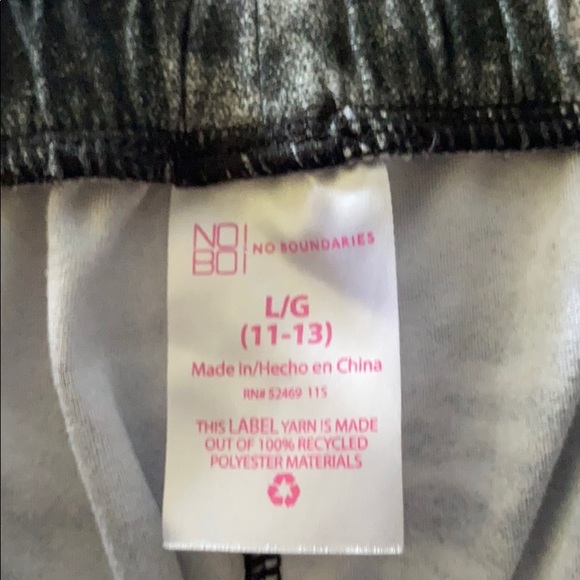 NO
BO
NO BOUNDARIES
L/G
(11-13)
Made in/Hecho en China
RN# 52469 115
THIS LABEL YARN IS MADE
OUT OF 100% RECYCLED
POLYESTER MATERIALS